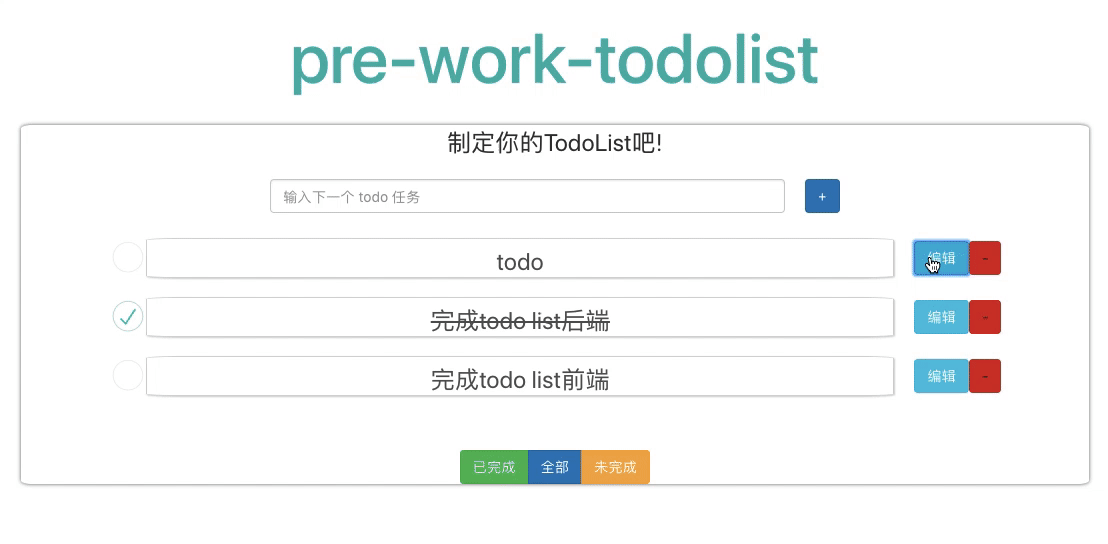 pre-work-todolist
制定你的TodoList吧!
输入下一个 todo 任务
+
todo
编辑
-
完成todo list后端
编辑
-
完成todo list前端
编辑
-
已完成 全部 未完成